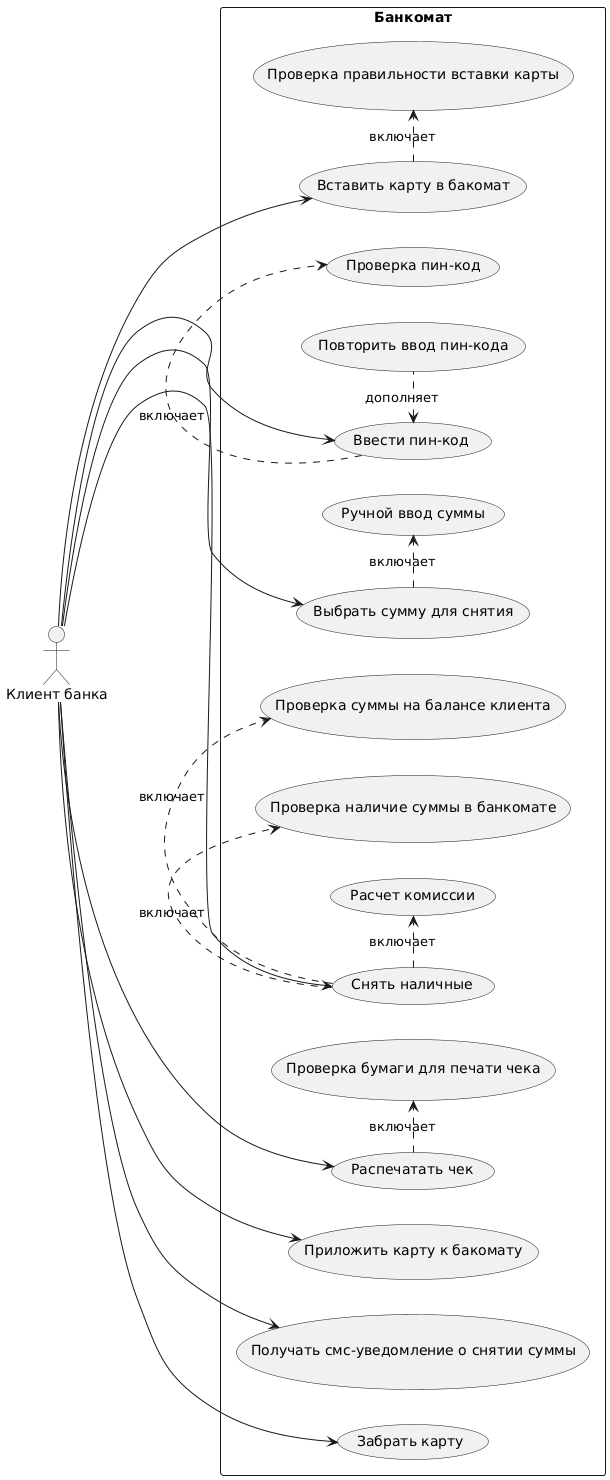 Банкомат
Проверка правильности вставки карты
включает
Вставить карту в бакомат
Проверка пин-код
Повторить ввод пин-кода
дополняет
включает
Ввести пин-код
Ручной ввод суммы
включает
Выбрать сумму для снятия
Клиент банка
Проверка суммы на балансе клиента
включает
Проверка наличие суммы в банкомате
Расчет комиссии
включает
включает
Снять наличные
Проверка бумаги для печати чека
включает
Распечатать чек
Приложить карту к бакомату
Получать смс-уведомление о снятии суммы
Забрать карту